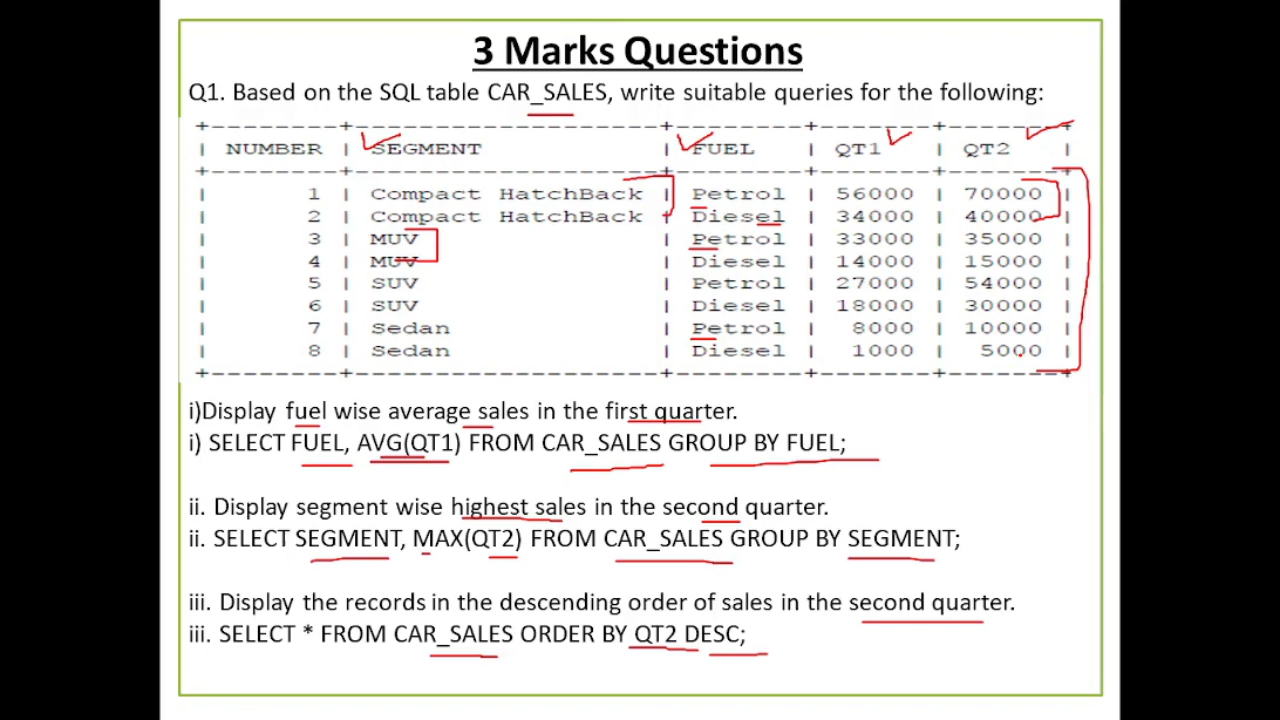 3 Marks Questions
Q1. Based on the SQL table CAR_SALES, write suitable queries for the following:
+--------+--------------------+---------+-------+-------+
| NUMBER | SEGMENT | FUEL | QT1 | QT2 |
+--------+--------------------+---------+-------+-------+
| 1 | Compact HatchBack | Petrol | 56000 | 70000 |
| 2 | Compact HatchBack | Diesel | 34000 | 40000 |
| 3 | MUV | Petrol | 33000 | 35000 |
| 4 | MUV | Diesel | 14000 | 15000 |
| 5 | SUV | Petrol | 27000 | 54000 |
| 6 | SUV | Diesel | 18000 | 30000 |
| 7 | Sedan | Petrol | 8000 | 10000 |
| 8 | Sedan | Diesel | 1000 | 5000 |
+--------+--------------------+---------+-------+-------+
i)Display fuel wise average sales in the first quarter.
i) SELECT FUEL, AVG(QT1) FROM CAR_SALES GROUP BY FUEL;
ii. Display segment wise highest sales in the second quarter.
ii. SELECT SEGMENT, MAX(QT2) FROM CAR_SALES GROUP BY SEGMENT;
iii. Display the records in the descending order of sales in the second quarter.
iii. SELECT * FROM CAR_SALES ORDER BY QT2 DESC;